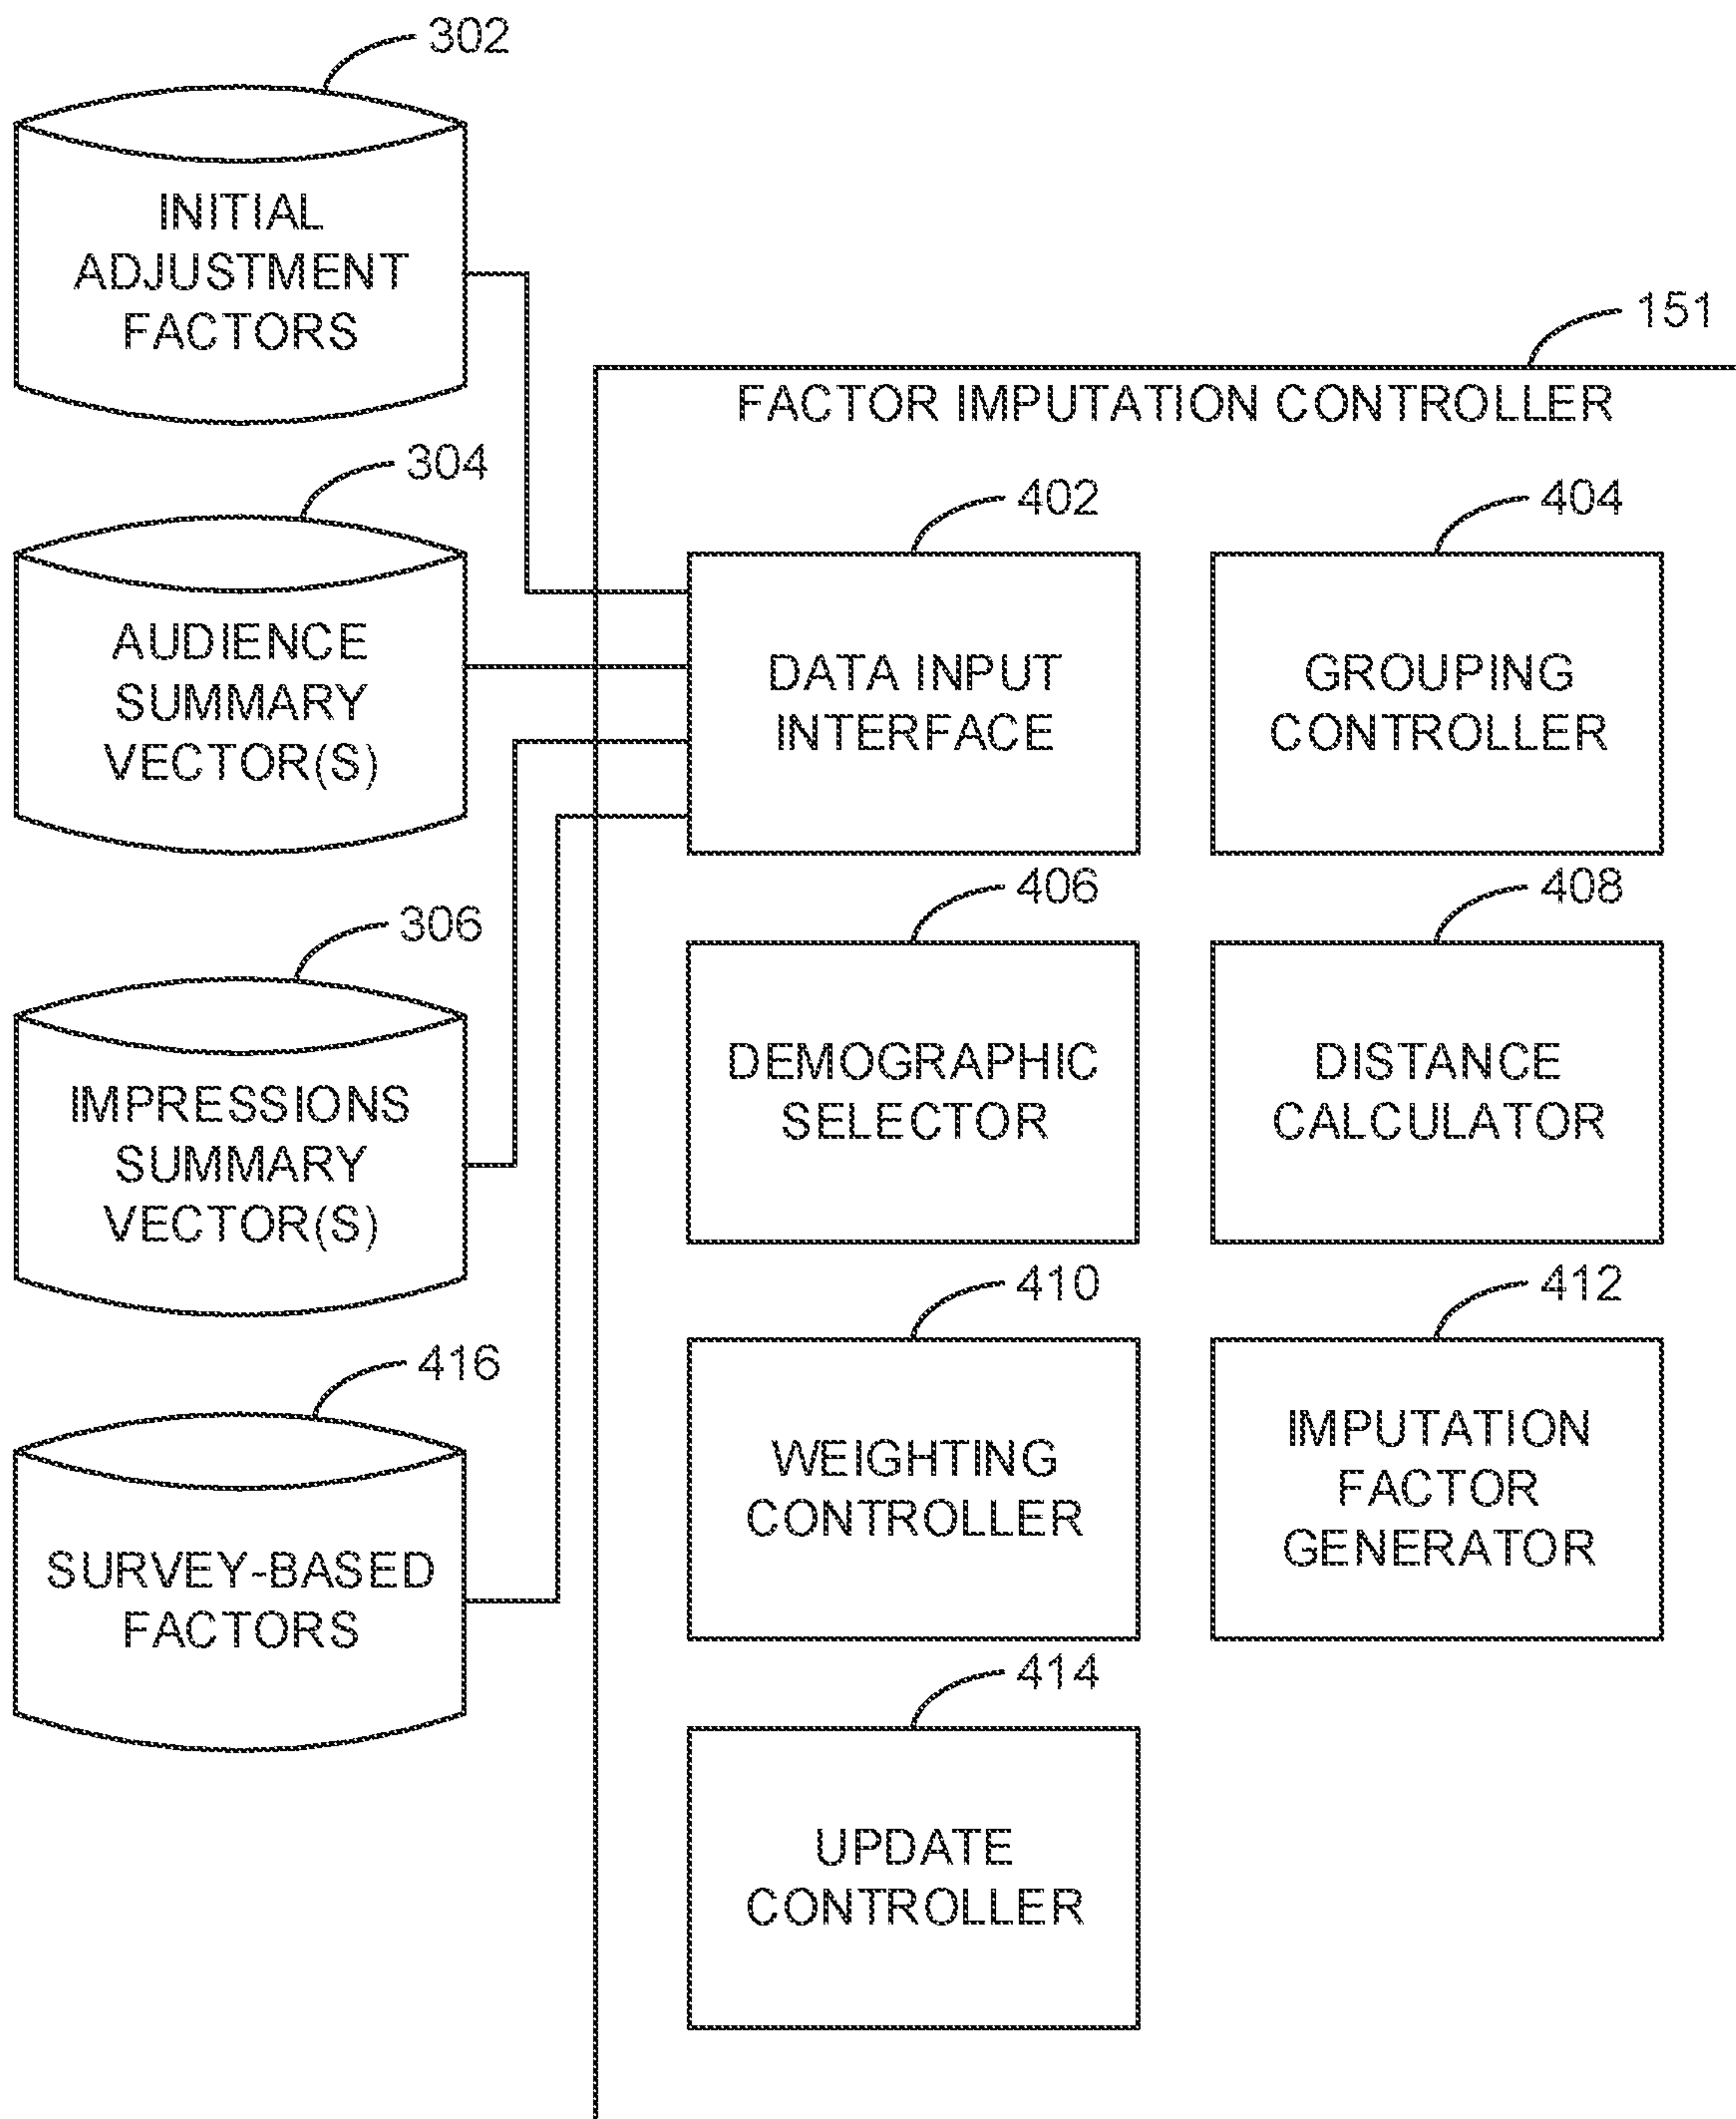 302
INITIAL
ADJUSTMENT
FACTORS
151
FACTOR IMPUTATION CONTROLLER
304
AUDIENCE
SUMMARY
VECTOR(S)
402
DATA INPUT
INTERFACE
404
GROUPING
CONTROLLER
306
IMPRESSIONS
SUMMARY
VECTOR(S)
406
DEMOGRAPHIC
SELECTOR
408
DISTANCE
CALCULATOR
416
SURVEY-BASED
FACTORS
410
WEIGHTING
CONTROLLER
412
IMPUTATION
FACTOR
GENERATOR
414
UPDATE
CONTROLLER